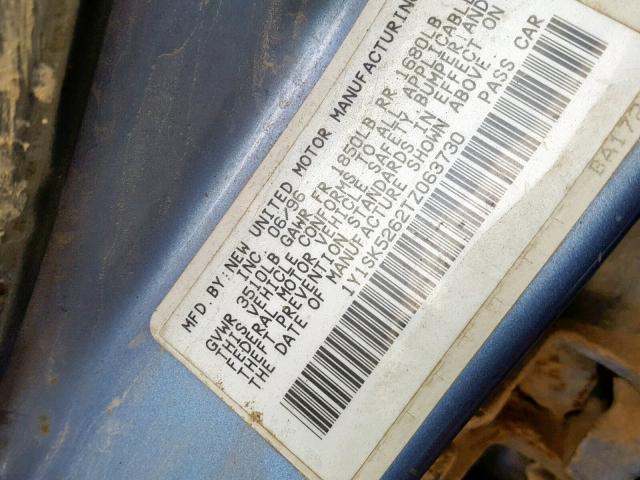 MFD BY:NEW UNITED MOTOR MANUFACTURING
INC 06/96
GVWR 3510LB GAWR FR 1850LB RR 1680LB
THIS VEHICLE CONFORMS TO ALL APPLICABLE
FEDERAL MOTOR VEHICLE SAFETY BUMPER, AND
THEFT PREVENTION STANDARDS IN EFFECT ON
THE DATE OF MANUFACTURE SHOWN ABOVE.
1Y1SK52627Z063730 PASS CAR